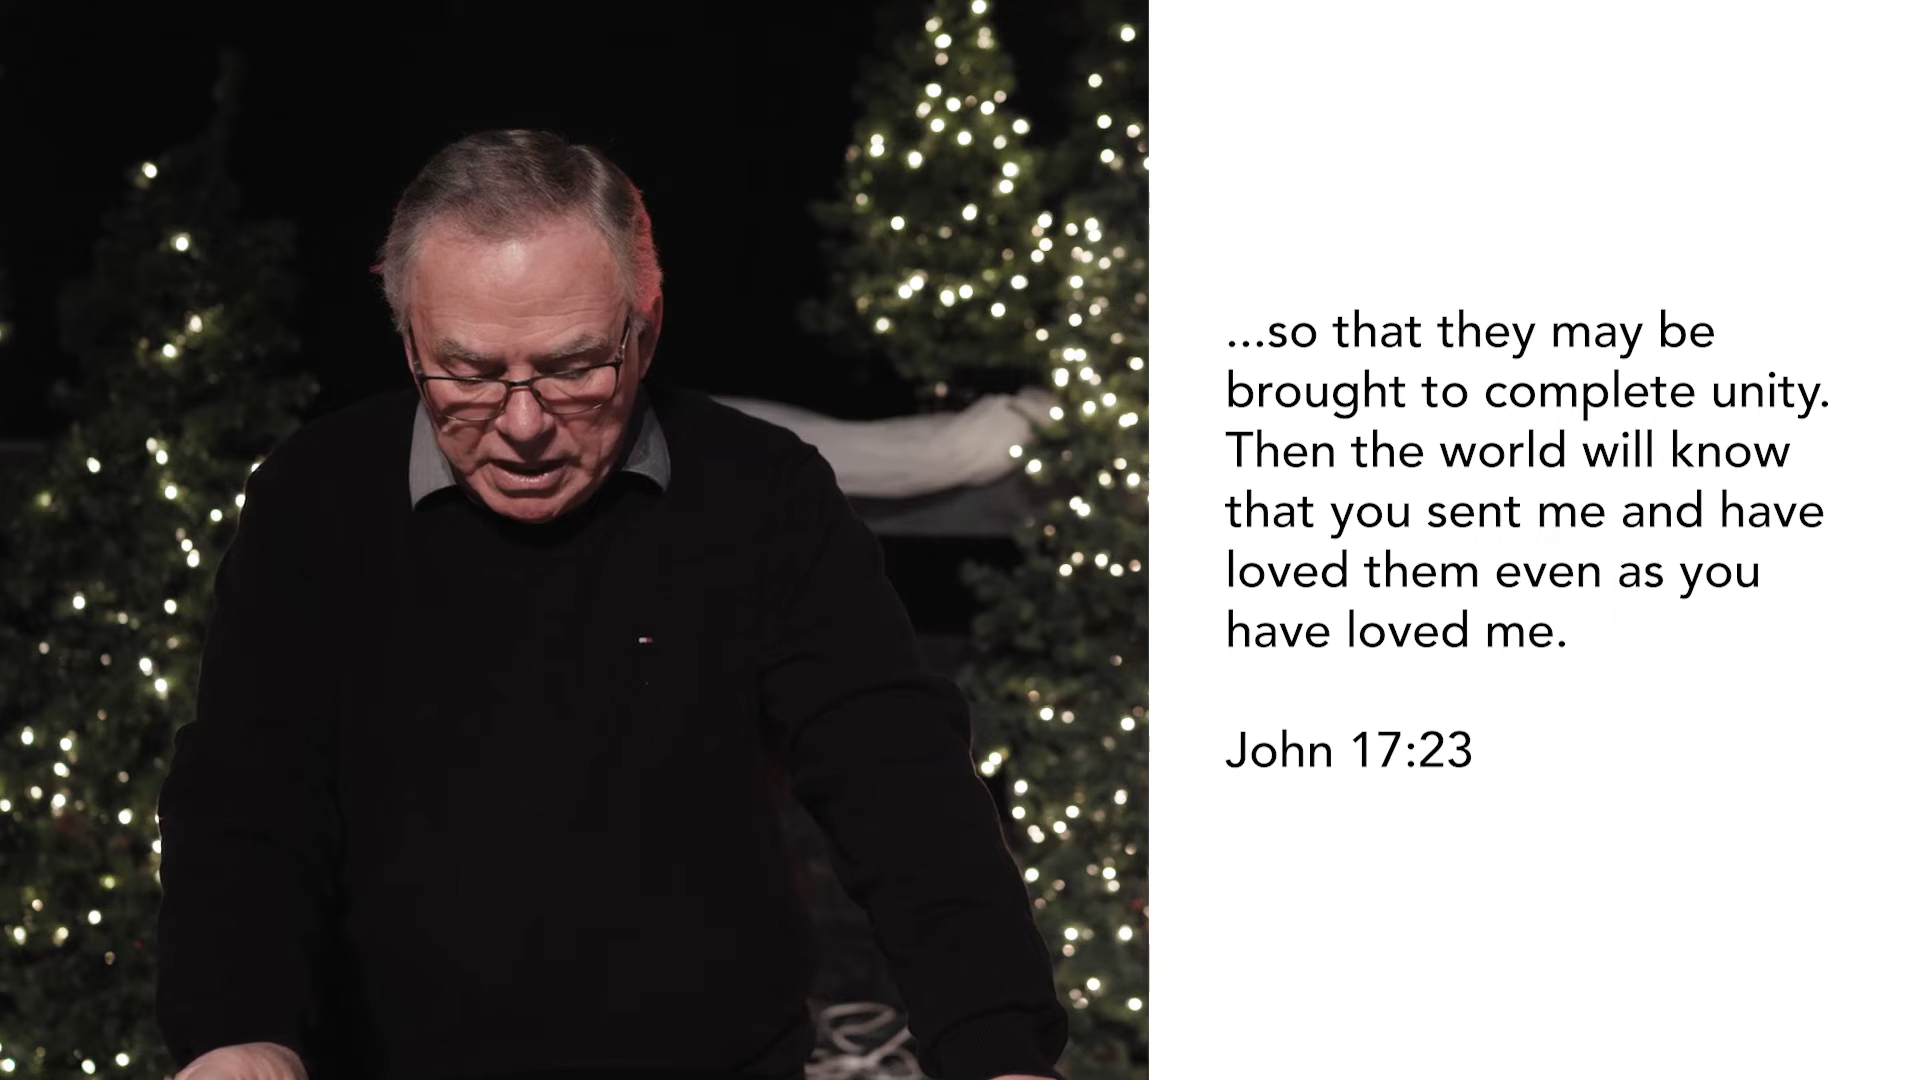 ...so that they may be
brought to complete unity.
Then the world will know
that you sent me and have
loved them even as you
have loved me.
John 17:23